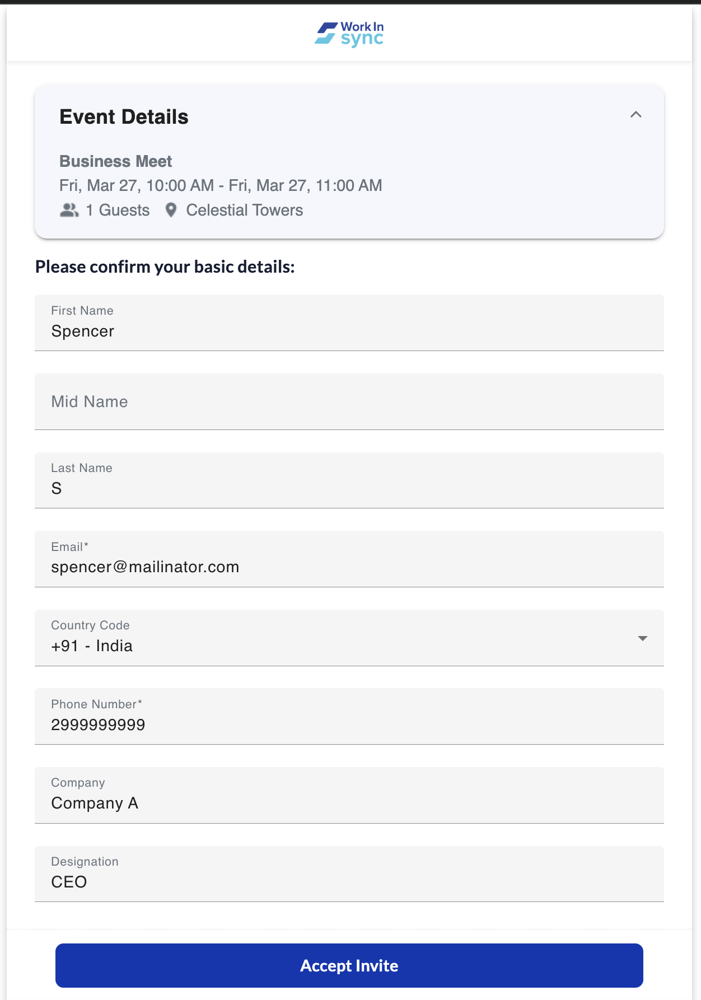 Work In
sync
Event Details
Business Meet
Fri, Mar 27, 10:00 AM - Fri, Mar 27, 11:00 AM
1 Guests Celestial Towers
Please confirm your basic details:
First Name
Spencer
Mid Name
Last Name
S
Email*
spencer@mailinator.com
Country Code
+91 - India
Phone Number*
2999999999
Company
Company A
Designation
CEO
Accept Invite